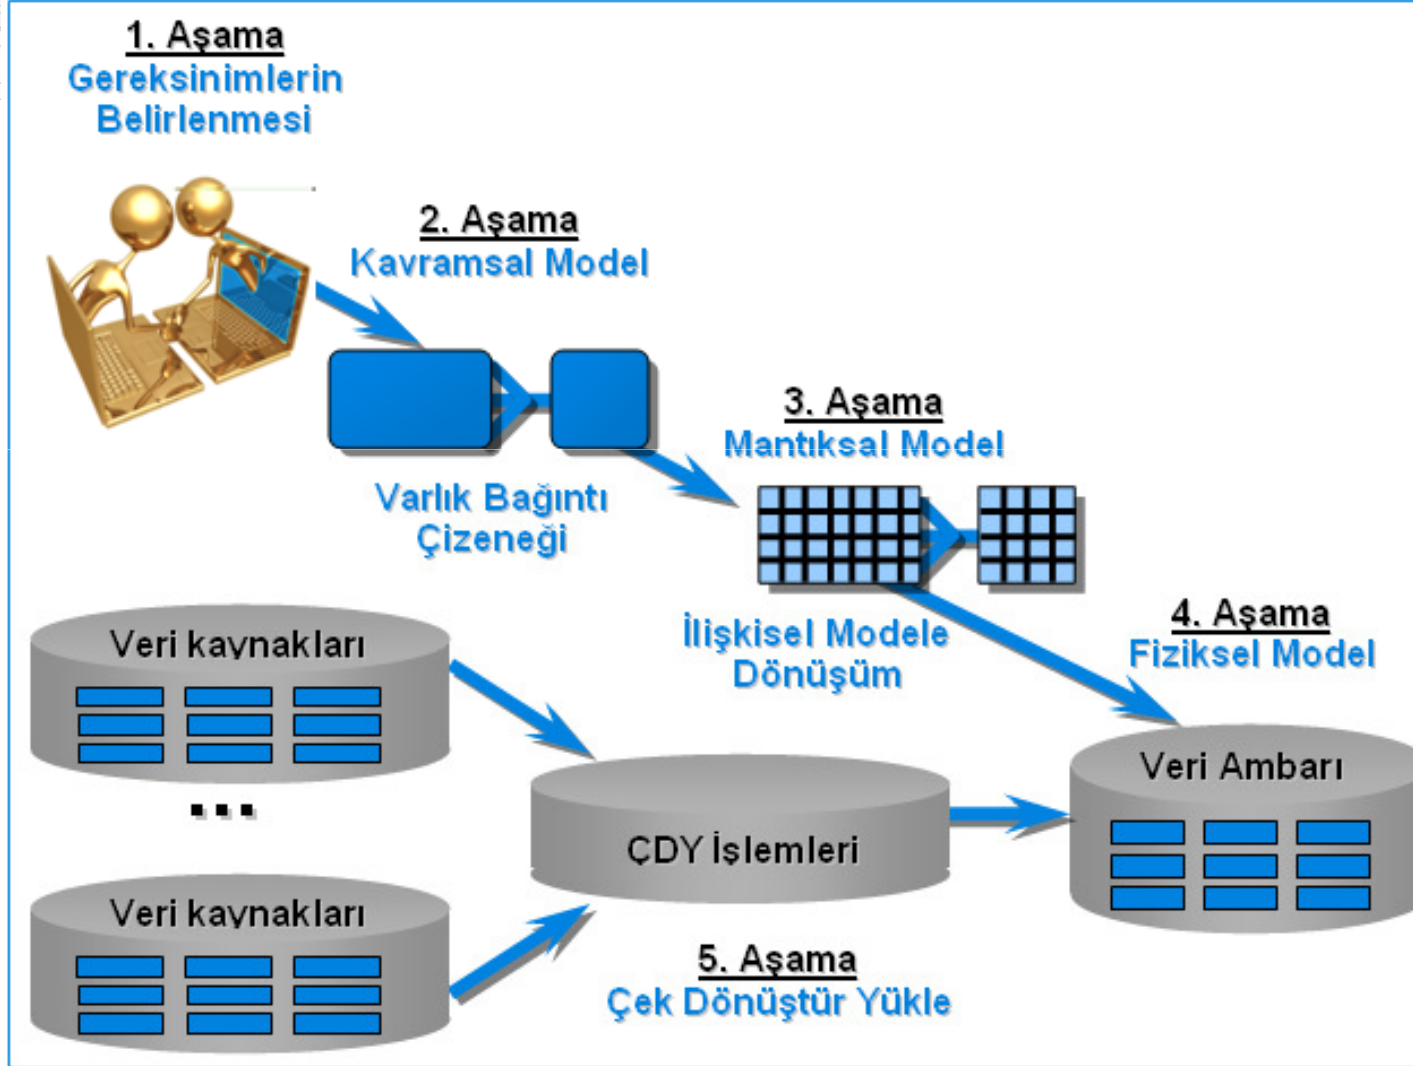 1. Aşama
Gereksinimlerin
Belirlenmesi
2. Aşama
Kavramsal Model
Varlık Bağıntı
Çizeneği
3. Aşama
Mantıksal Model
İlişkisel Modele
Dönüşüm
4. Aşama
Fiziksel Model
Veri kaynakları
...
Veri kaynakları
ÇDY İşlemleri
Veri Ambarı
5. Aşama
Çek Dönüştür Yükle